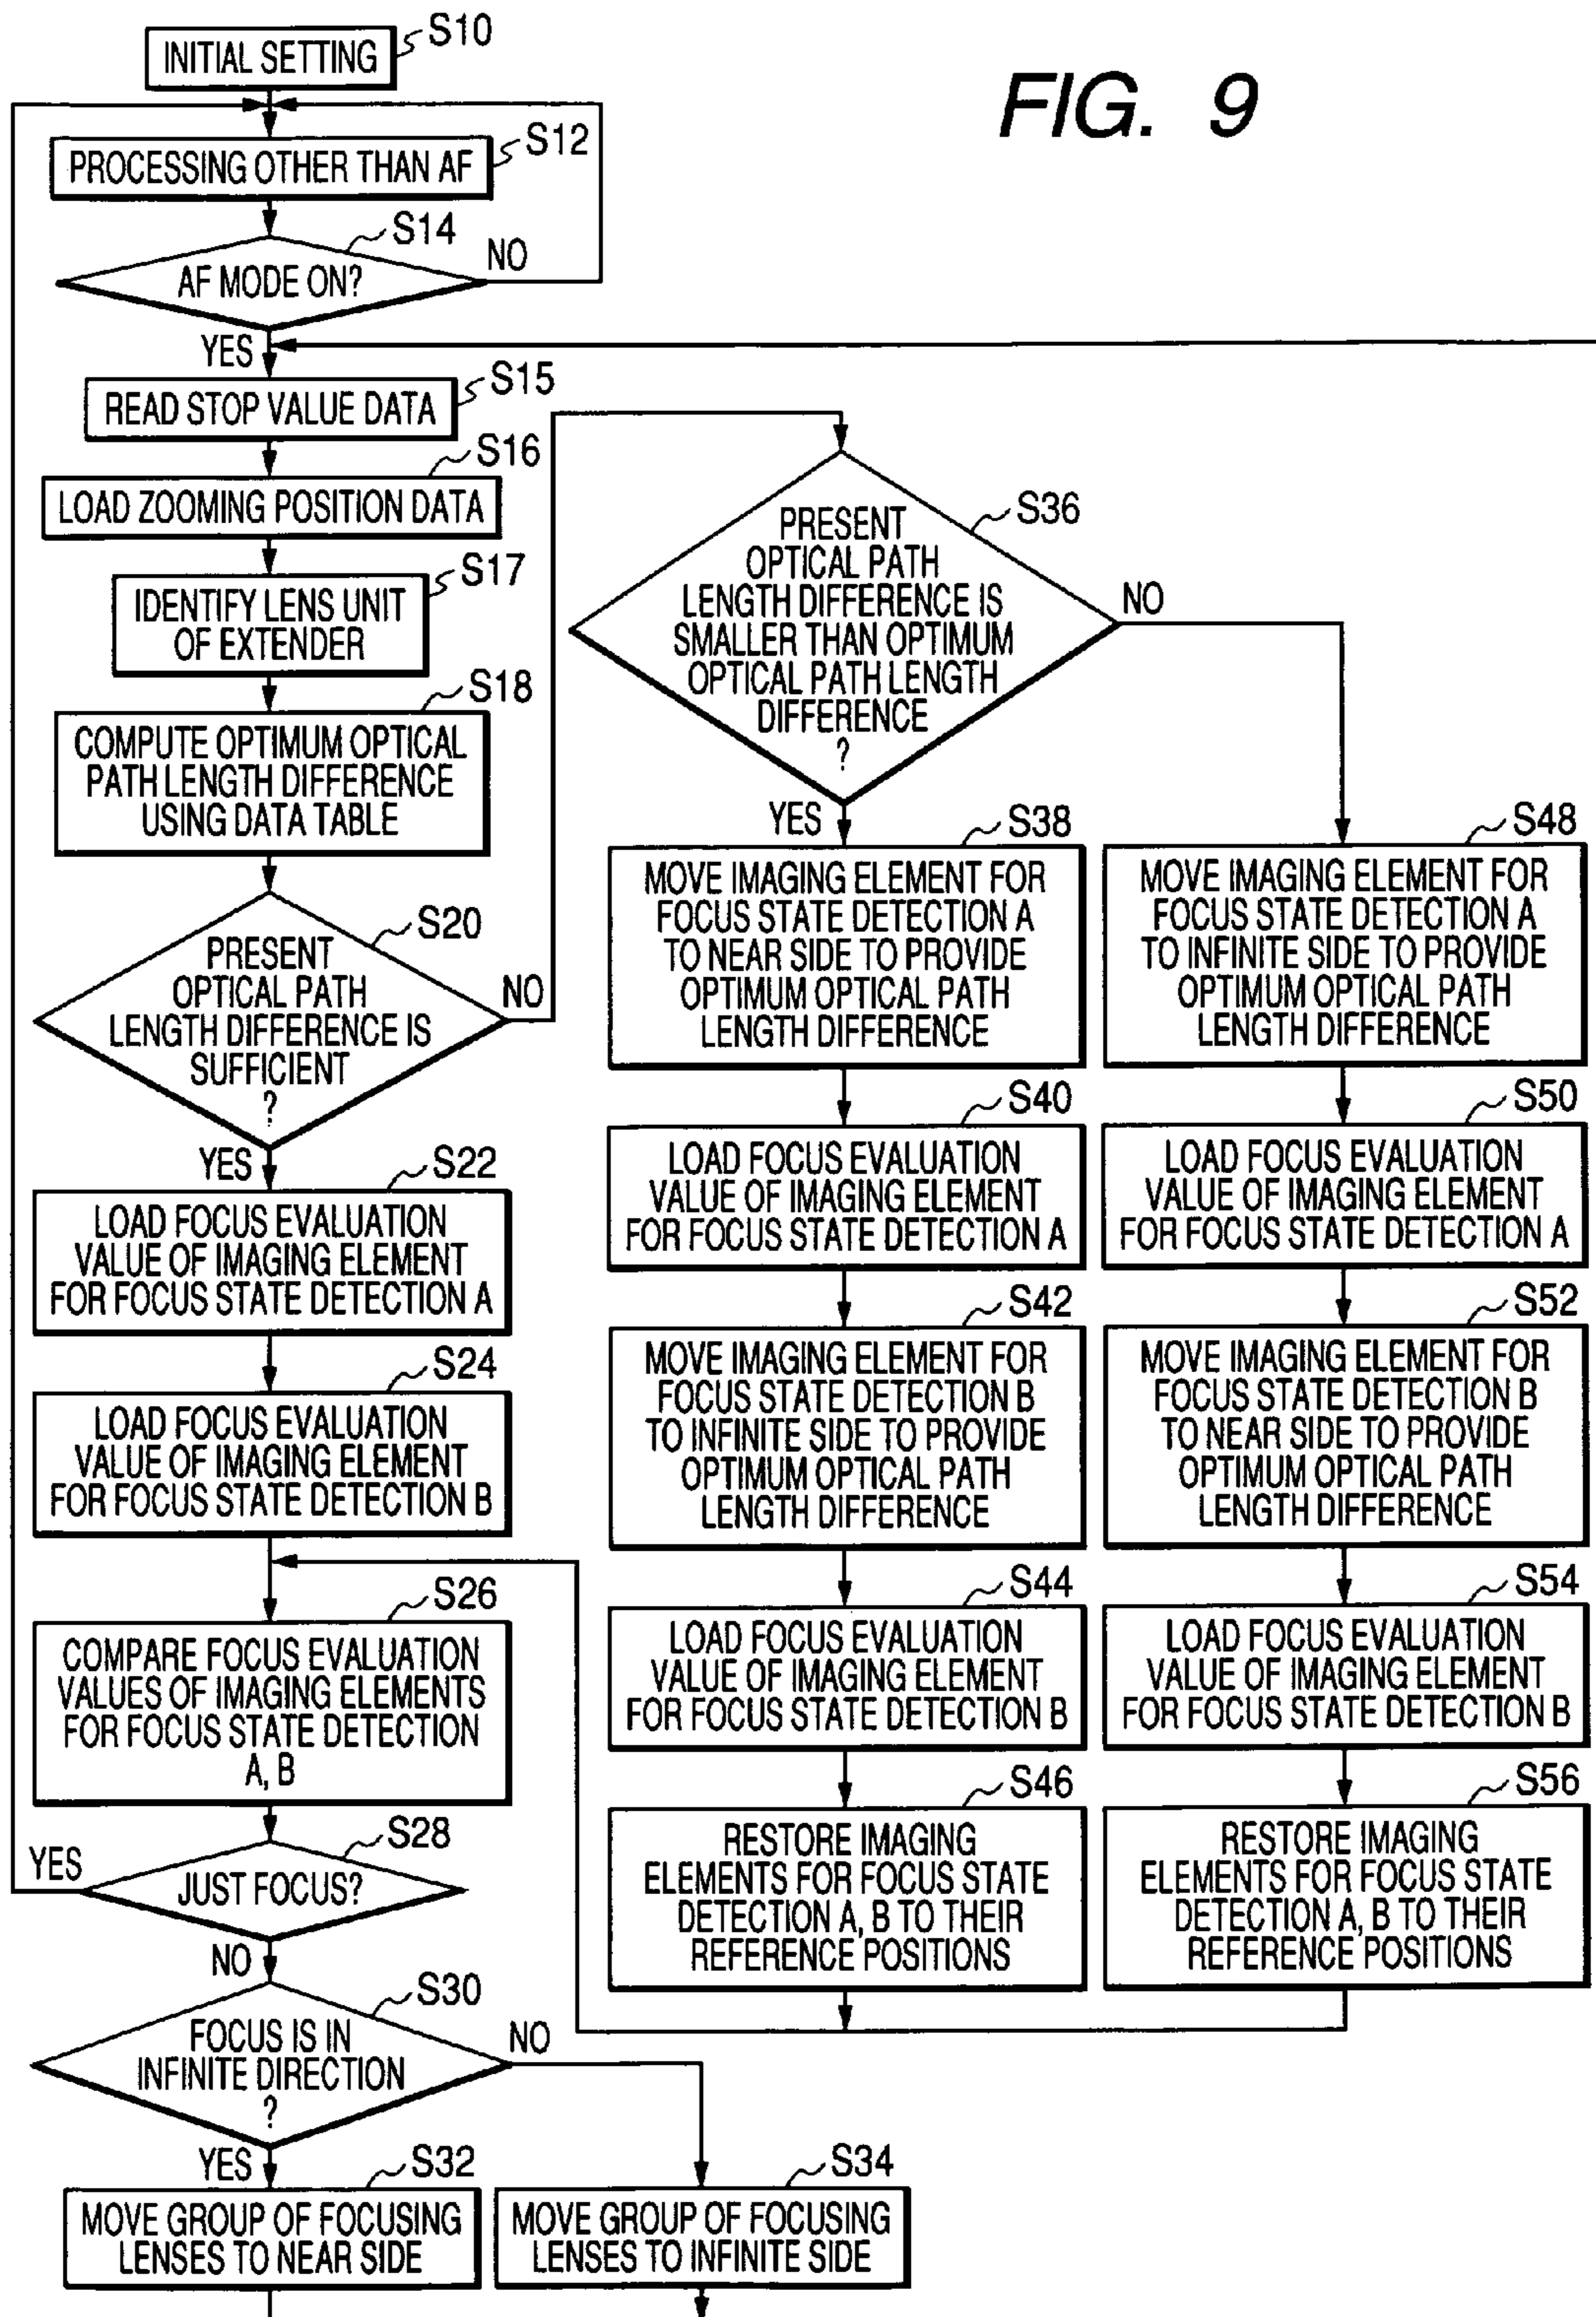 FIG. 9
S10
INITIAL SETTING
S12
PROCESSING OTHER THAN AF
S14
AF MODE ON?
NO
YES
S15
READ STOP VALUE DATA
S16
LOAD ZOOMING POSITION DATA
S17
IDENTIFY LENS UNIT
OF EXTENDER
S18
COMPUTE OPTIMUM OPTICAL
PATH LENGTH DIFFERENCE
USING DATA TABLE
S20
PRESENT
OPTICAL PATH
LENGTH DIFFERENCE IS
SUFFICIENT
?
NO
YES
S22
LOAD FOCUS EVALUATION
VALUE OF IMAGING ELEMENT
FOR FOCUS STATE DETECTION A
S24
LOAD FOCUS EVALUATION
VALUE OF IMAGING ELEMENT
FOR FOCUS STATE DETECTION B
S26
COMPARE FOCUS EVALUATION
VALUES OF IMAGING ELEMENTS
FOR FOCUS STATE DETECTION
A, B
S28
YES
JUST FOCUS?
NO
S30
FOCUS IS IN
INFINITE DIRECTION
?
NO
YES
S32
MOVE GROUP OF FOCUSING
LENSES TO NEAR SIDE
S34
MOVE GROUP OF FOCUSING
LENSES TO INFINITE SIDE
S36
PRESENT
OPTICAL PATH
LENGTH DIFFERENCE IS
SMALLER THAN OPTIMUM
OPTICAL PATH LENGTH
DIFFERENCE
?
NO
YES
S38
MOVE IMAGING ELEMENT FOR
FOCUS STATE DETECTION A
TO NEAR SIDE TO PROVIDE
OPTIMUM OPTICAL PATH
LENGTH DIFFERENCE
S40
LOAD FOCUS EVALUATION
VALUE OF IMAGING ELEMENT
FOR FOCUS STATE DETECTION A
S42
MOVE IMAGING ELEMENT FOR
FOCUS STATE DETECTION B
TO INFINITE SIDE TO PROVIDE
OPTIMUM OPTICAL PATH
LENGTH DIFFERENCE
S44
LOAD FOCUS EVALUATION
VALUE OF IMAGING ELEMENT
FOR FOCUS STATE DETECTION B
S46
RESTORE IMAGING
ELEMENTS FOR FOCUS STATE
DETECTION A, B TO THEIR
REFERENCE POSITIONS
S48
MOVE IMAGING ELEMENT FOR
FOCUS STATE DETECTION A
TO INFINITE SIDE TO PROVIDE
OPTIMUM OPTICAL PATH
LENGTH DIFFERENCE
S50
LOAD FOCUS EVALUATION
VALUE OF IMAGING ELEMENT
FOR FOCUS STATE DETECTION A
S52
MOVE IMAGING ELEMENT FOR
FOCUS STATE DETECTION B
TO NEAR SIDE TO PROVIDE
OPTIMUM OPTICAL PATH
LENGTH DIFFERENCE
S54
LOAD FOCUS EVALUATION
VALUE OF IMAGING ELEMENT
FOR FOCUS STATE DETECTION B
S56
RESTORE IMAGING
ELEMENTS FOR FOCUS STATE
DETECTION A, B TO THEIR
REFERENCE POSITIONS